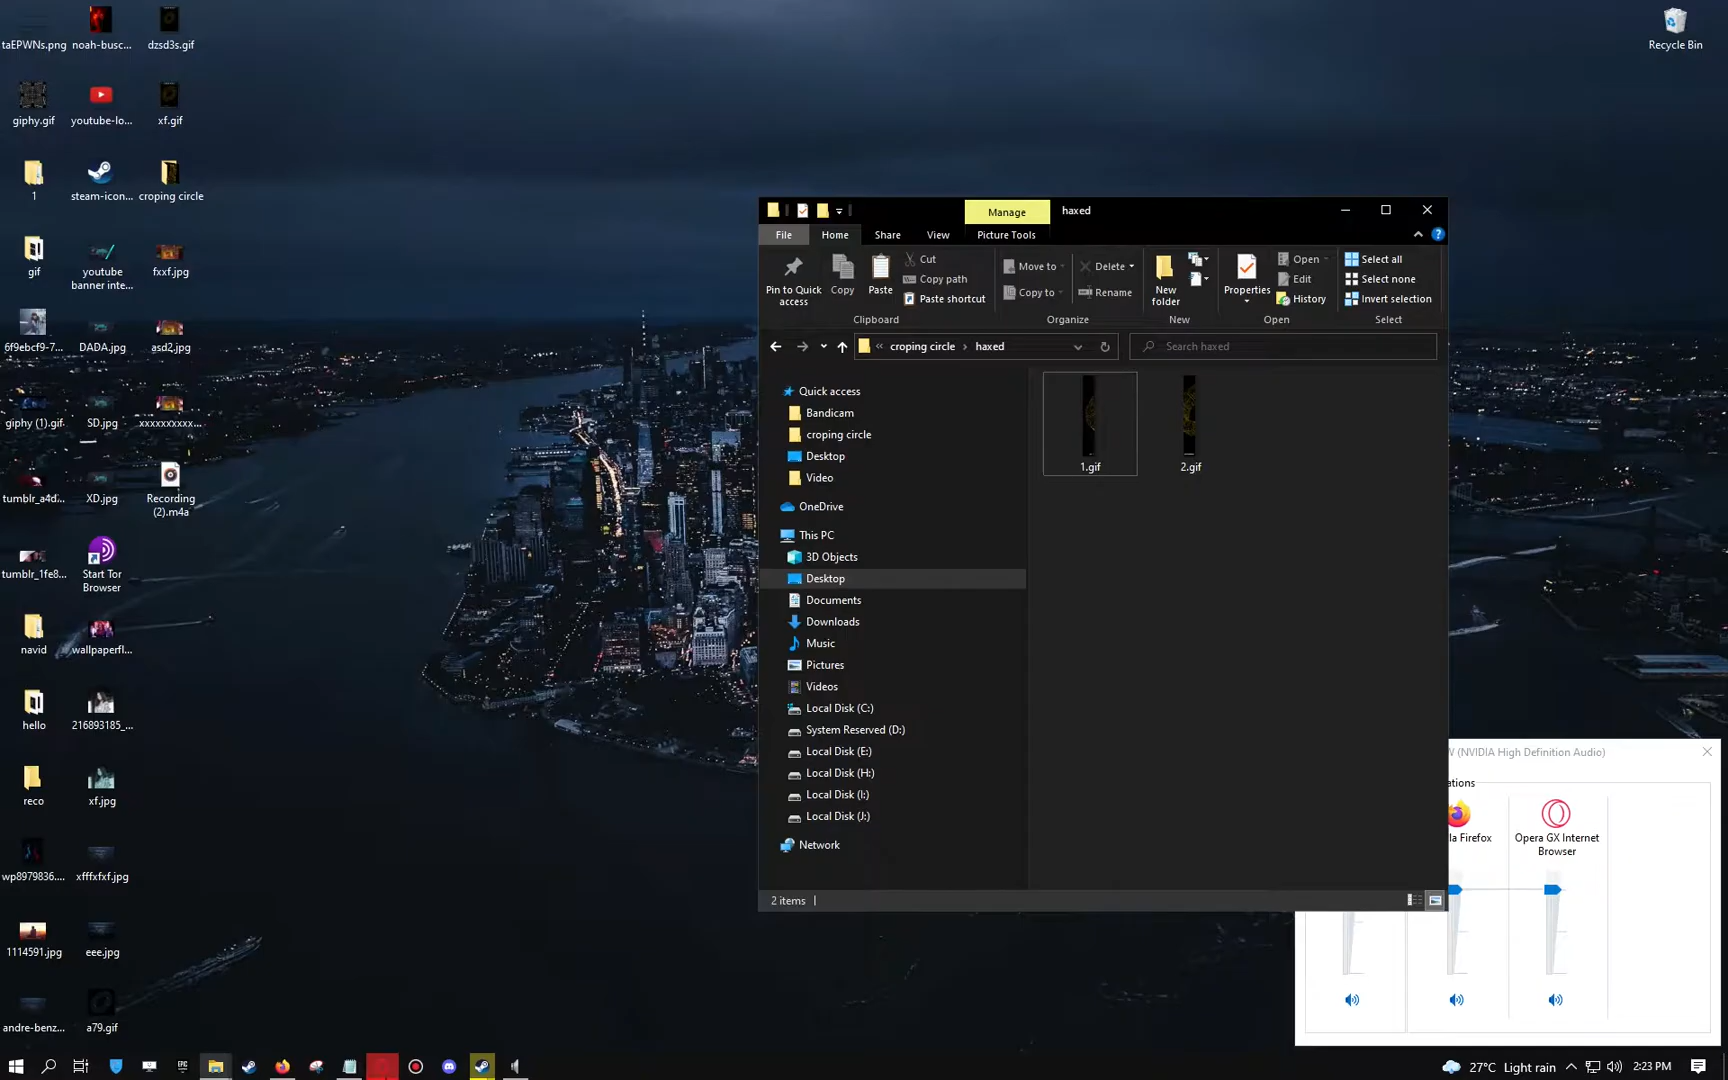 taEPWNs.png
noah-busc...
dzsd3s.gif
giphy.gif
youtube-lo...
xf.gif
1
steam-icon...
croping circle
gif
youtube
banner inte...
fxxf.jpg
6f9ebcf9-7...
DADA.jpg
asd2.jpg
giphy (1).gif
SD.jpg
xxxxxxxxxx...
tumblr_a4d...
XD.jpg
Recording
(2).m4a
tumblr_1fe8...
Start Tor
Browser
navid
wallpaperfl...
hello
216893185_...
reco
xf.jpg
wp8979836....
xfffxfxf.jpg
1114591.jpg
eee.jpg
andre-benz...
a79.gif
Recycle Bin
Manage
haxed
File
Home
Share
View
Picture Tools
Pin to Quick
access
Copy
Paste
Cut
Copy path
Paste shortcut
Clipboard
Move to
Copy to
Delete
Rename
Organize
New
folder
New
Properties
Open
Edit
History
Open
Select all
Select none
Invert selection
Select
« croping circle › haxed
Search haxed
Quick access
Bandicam
croping circle
Desktop
Video
OneDrive
This PC
3D Objects
Desktop
Documents
Downloads
Music
Pictures
Videos
Local Disk (C:)
System Reserved (D:)
Local Disk (E:)
Local Disk (H:)
Local Disk (I:)
Local Disk (J:)
Network
1.gif
2.gif
2 items
(NVIDIA High Definition Audio)
ations
la Firefox
Opera GX Internet
Browser
EPIC
27°C Light rain
2:23 PM